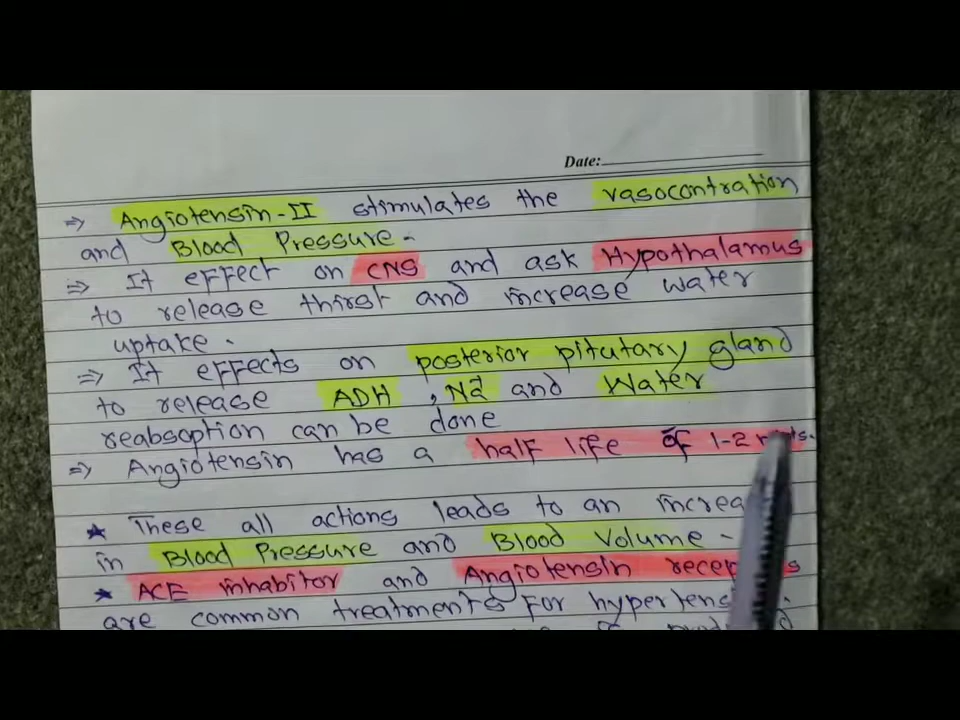 Date:
⇒ Angiotensin-II stimulates the vasocontration
and Blood Pressure.
⇒ It effect on CNS and ask Hypothalamus
to release thirst and increase water
uptake.
⇒ It effects on posterior pitutary gland
to release ADH, Na⁺ and Water
reabsoption can be done
⇒ Angiotensin has a half life of 1-2
★ These all actions leads to an
in Blood Pressure and Blood Volume -
★ ACE inhabitor and Angiotensin
are common treatments for